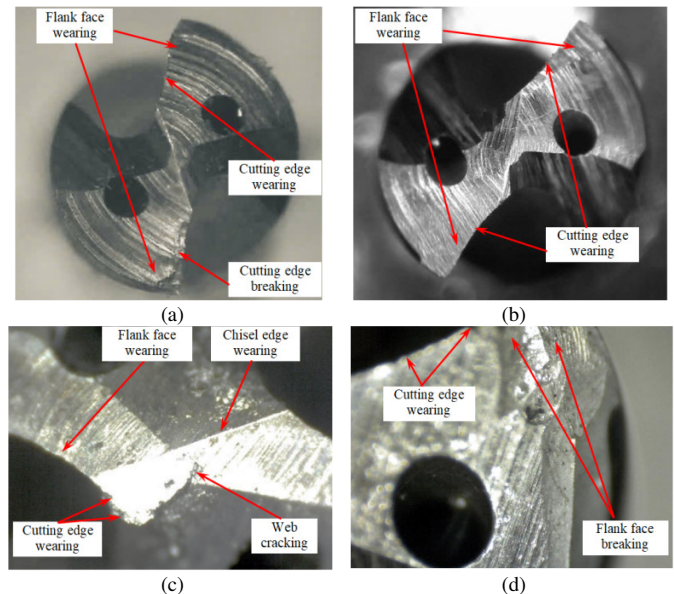 Flank face
wearing
Cutting edge
wearing
Cutting edge
breaking
(a)
Flank face
wearing
Cutting edge
wearing
(b)
Flank face
wearing
Chisel edge
wearing
Cutting edge
wearing
Web
cracking
(c)
Cutting edge
wearing
Flank face
breaking
(d)